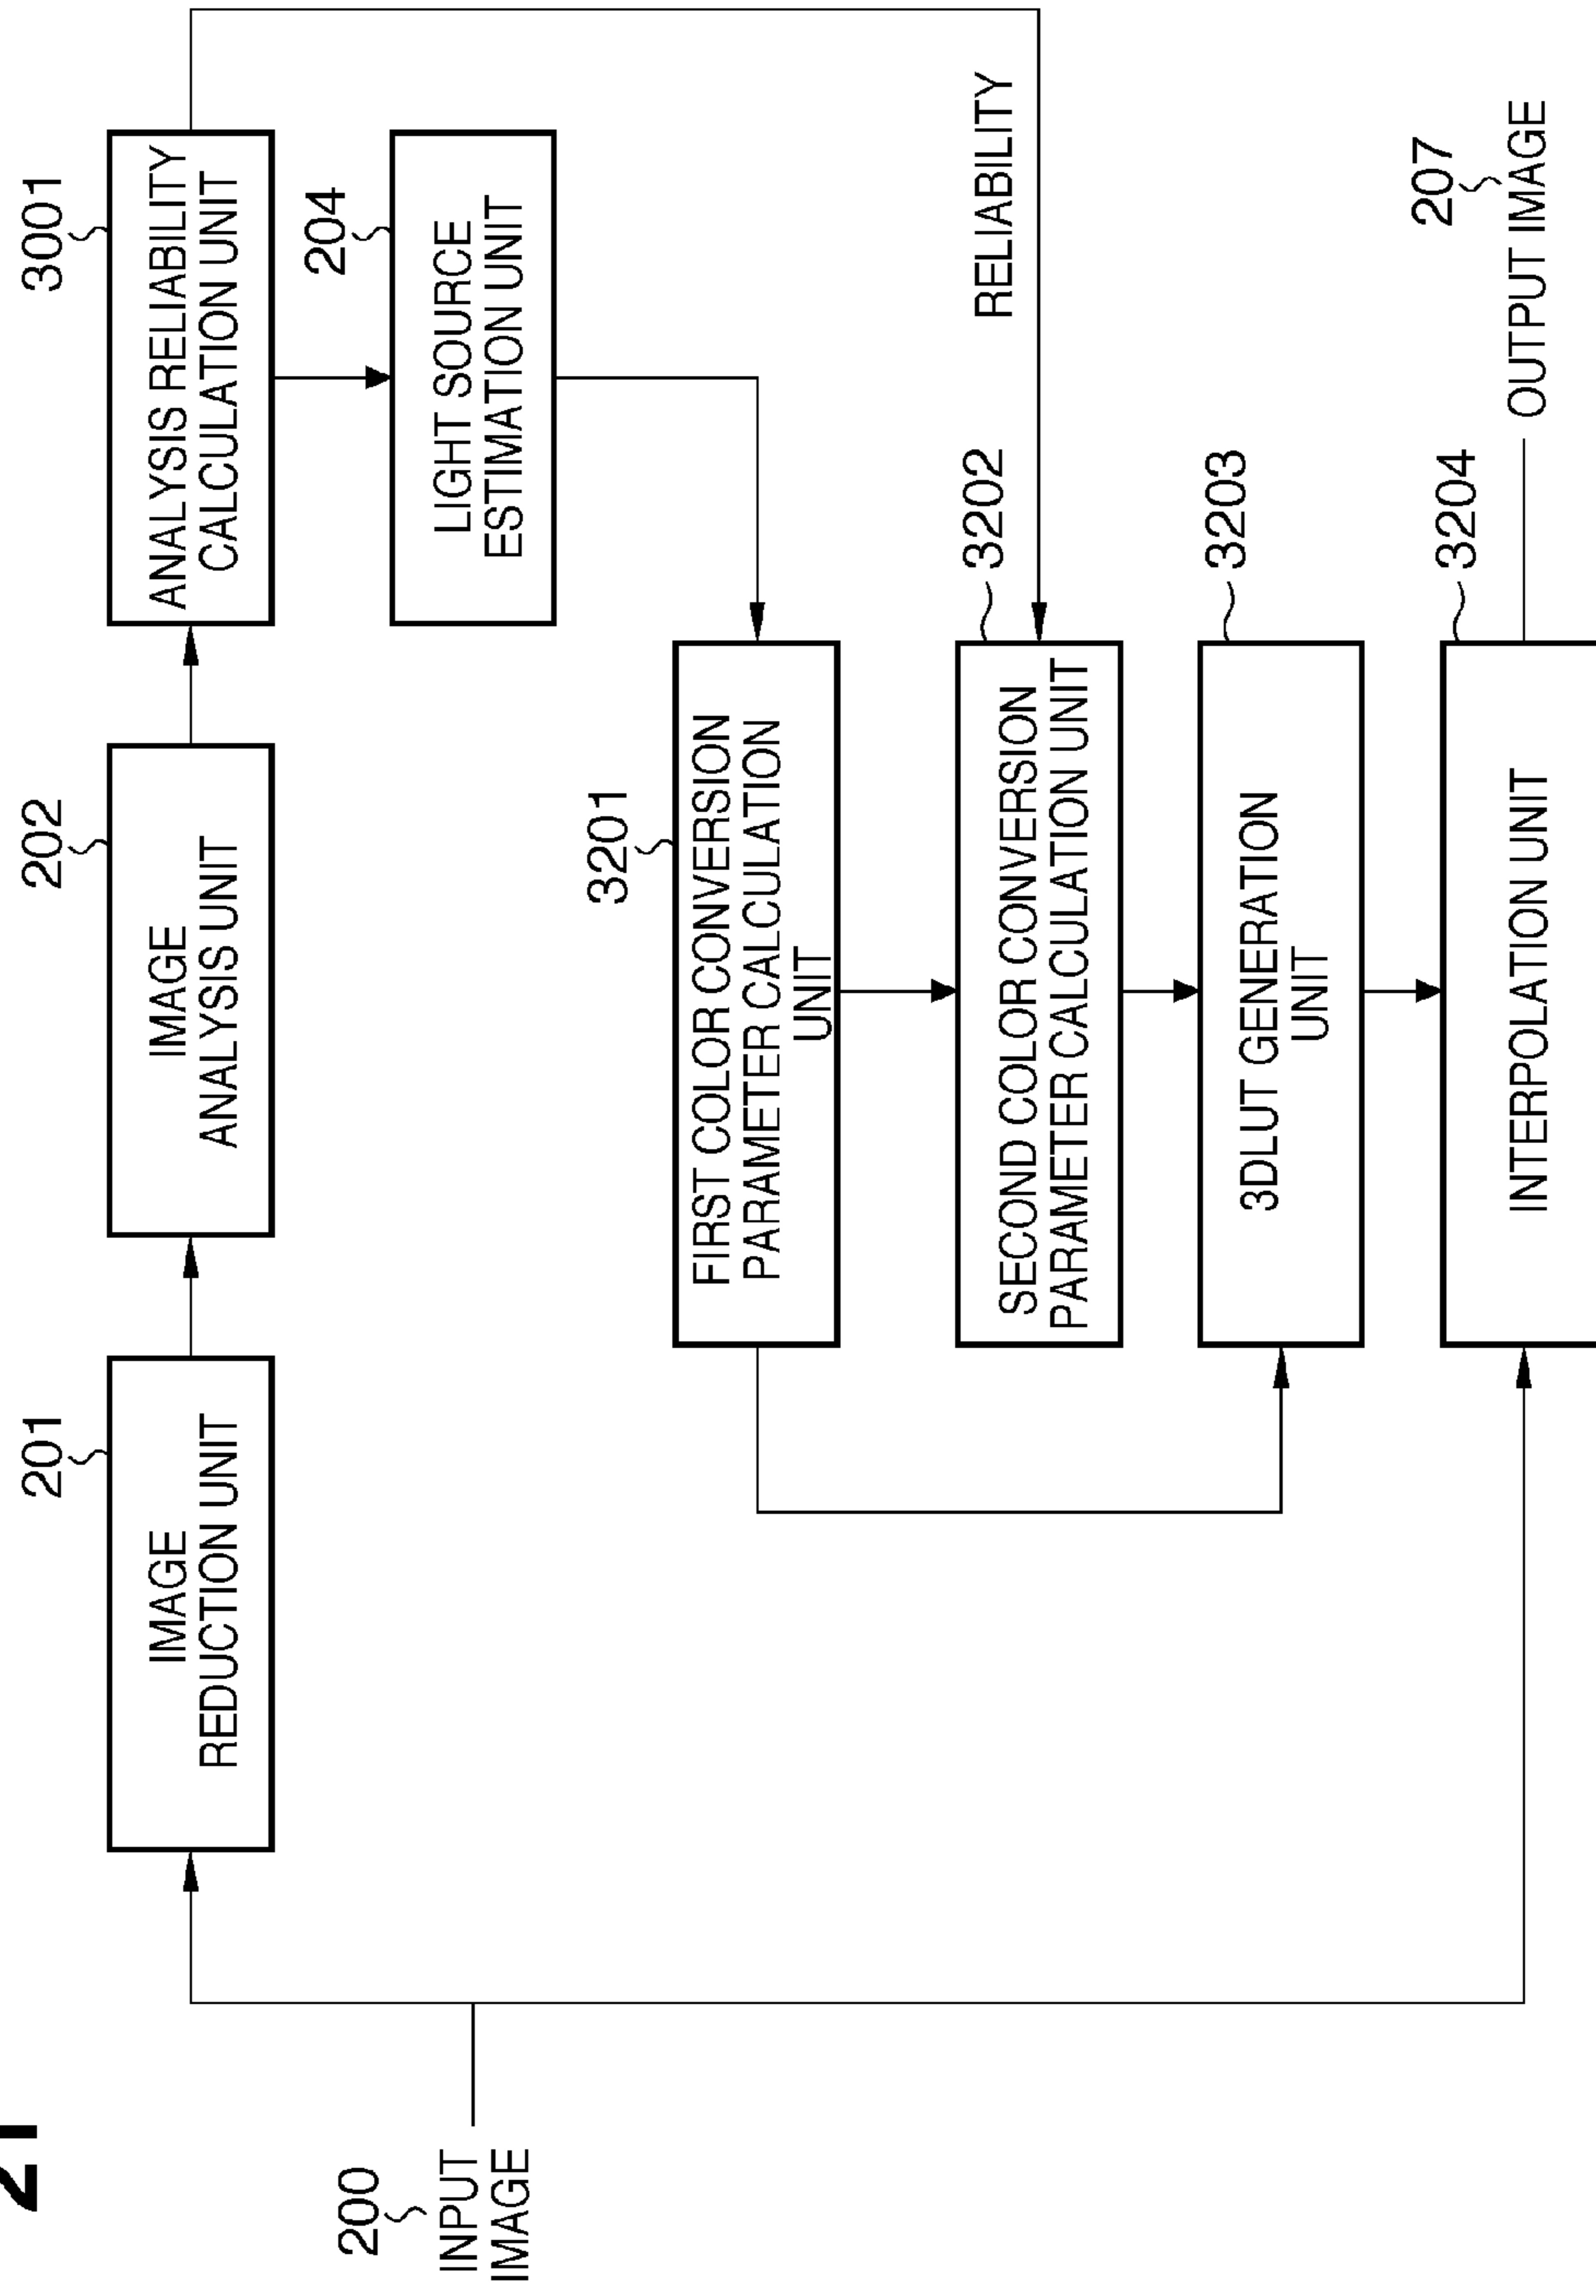 21
200
INPUT
IMAGE
201
IMAGE
REDUCTION UNIT
202
IMAGE
ANALYSIS UNIT
3001
ANALYSIS RELIABILITY
CALCULATION UNIT
204
LIGHT SOURCE
ESTIMATION UNIT
3201
FIRST COLOR CONVERSION
PARAMETER CALCULATION
UNIT
RELIABILITY
3202
SECOND COLOR CONVERSION
PARAMETER CALCULATION UNIT
3203
3DLUT GENERATION
UNIT
3204
INTERPOLATION UNIT
207
OUTPUT IMAGE